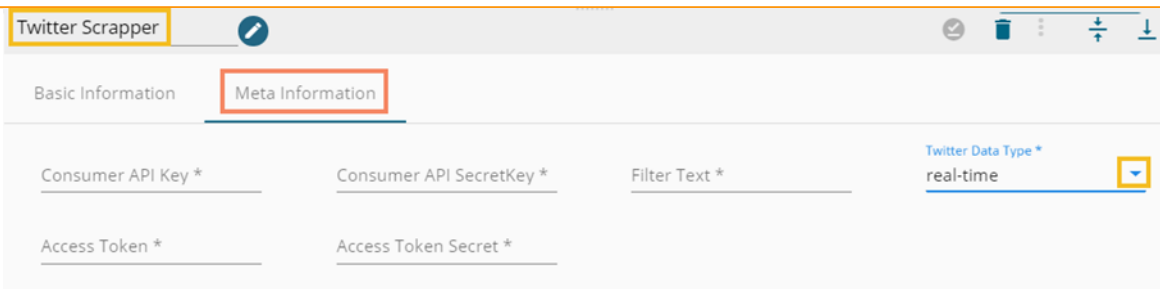 Twitter Scrapper
Basic Information
Meta Information
Twitter Data Type *
Consumer API Key *
Consumer API SecretKey *
Filter Text *
real-time
Access Token *
Access Token Secret *